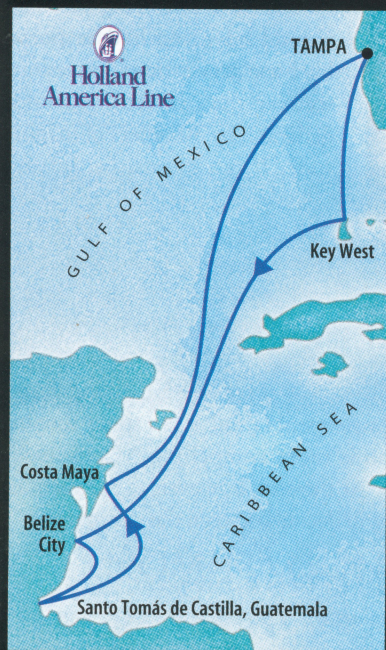 TAMPA
Holland
America Line
GULF OF MEXICO
Key West
Costa Maya
CARIBBEAN SEA
Belize
City
Santo Tomás de Castilla, Guatemala